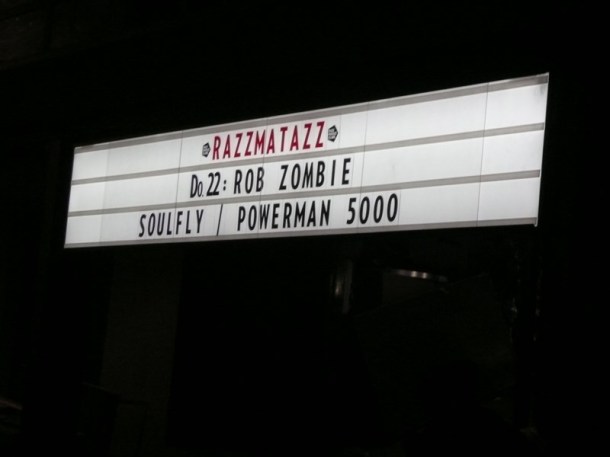 RAZZMATAZZ
Do.22: ROB ZOMBIE
SOULFLY / POWERMAN 5000